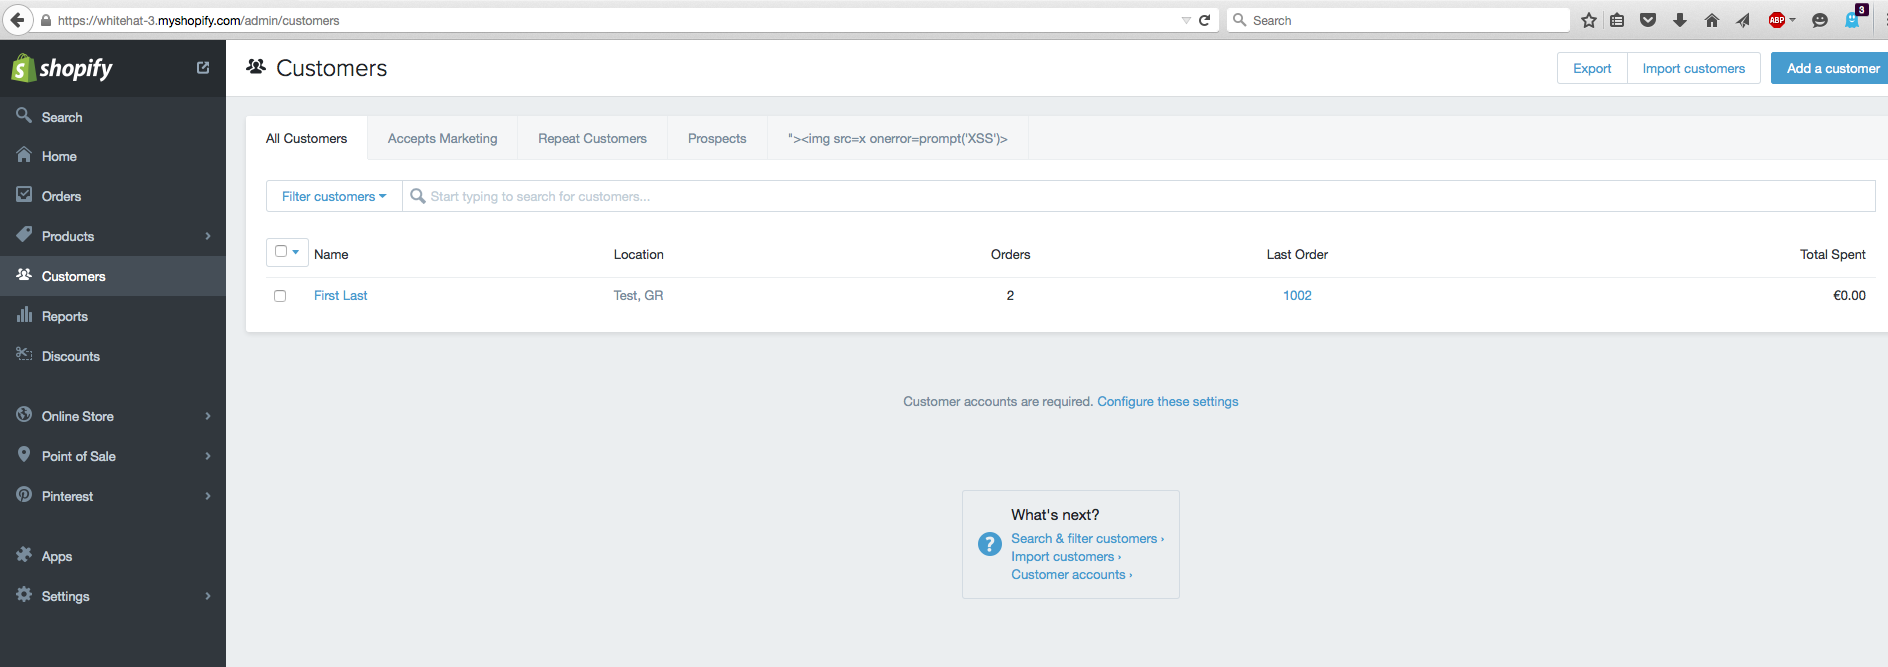 https://whitehat-3.myshopify.com/admin/customers
Search
ABP
3
shopify
Customers
Export
Import customers
Add a customer
Search
Home
Orders
Products
Customers
Reports
Discounts
Online Store
Point of Sale
Pinterest
Apps
Settings
All Customers
Accepts Marketing
Repeat Customers
Prospects
"><img src=x onerror=prompt('XSS')>
Filter customers
Start typing to search for customers...
Name
Location
Orders
Last Order
Total Spent
First Last
Test, GR
2
1002
€0.00
Customer accounts are required. Configure these settings
What's next?
?
Search & filter customers ›
Import customers ›
Customer accounts ›